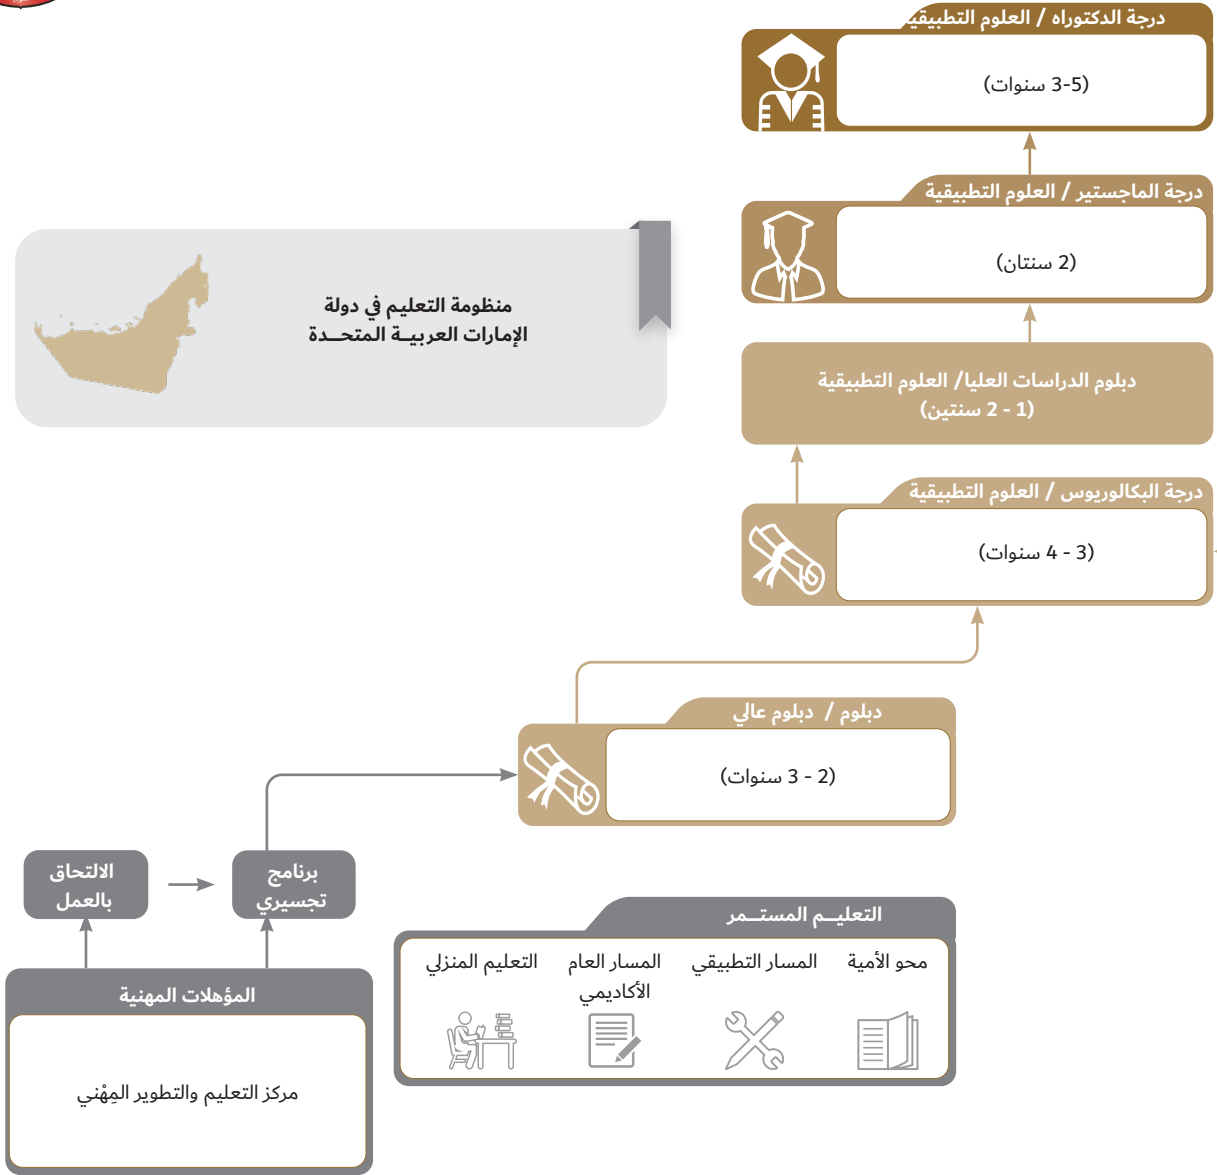 درجة الدكتوراه / العلوم التطبيقية
(3-5 سنوات)
درجة الماجستير / العلوم التطبيقية
(2 سنتان)
منظومة التعليم في دولة
الإمارات العربيــة المتحــدة
دبلوم الدراسات العليا/ العلوم التطبيقية
(1 - 2 سنتين)
درجة البكالوريوس / العلوم التطبيقية
(3 - 4 سنوات)
دبلوم / دبلوم عالي
(2 - 3 سنوات)
برنامج
تجسيري
الالتحاق
بالعمل
التعليــم المستــمر
محو الأمية
المسار التطبيقي
المسار العام
الأكاديمي
التعليم المنزلي
المؤهلات المهنية
مركز التعليم والتطوير المِهْني